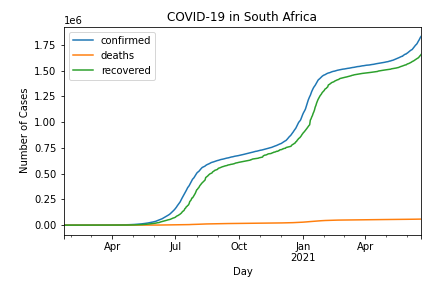 COVID-19 in South Africa
1e6
confirmed
deaths
recovered
Number of Cases
1.75
1.50
1.25
1.00
0.75
0.50
0.25
0.00
Apr Jul Oct Jan Apr
2021
Day